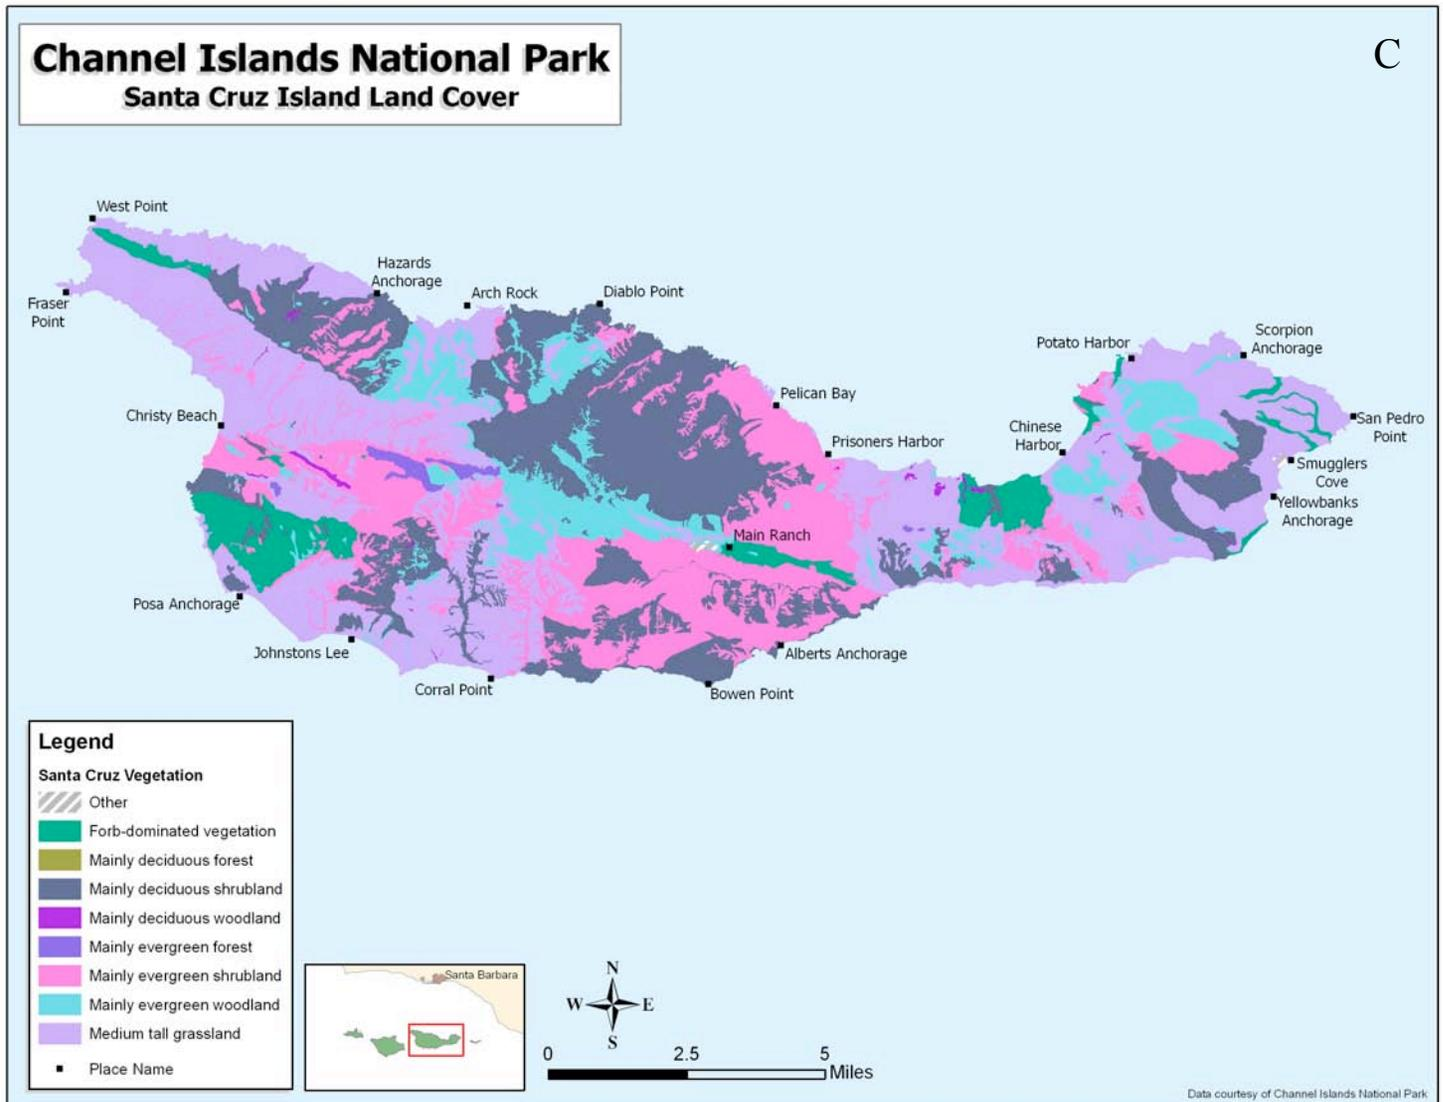 Channel Islands National Park
Santa Cruz Island Land Cover
C
West Point
Hazards
Anchorage
Arch Rock
Diablo Point
Fraser
Point
Scorpion
Anchorage
Potato Harbor
Pelican Bay
Christy Beach
San Pedro
Point
Chinese
Harbor
Prisoners Harbor
Smugglers
Cove
Yellowbanks
Anchorage
Main Ranch
Posa Anchorage
Johnstons Lee
Alberts Anchorage
Corral Point
Bowen Point
Legend
Santa Cruz Vegetation
Other
Forb-dominated vegetation
Mainly deciduous forest
Mainly deciduous shrubland
Mainly deciduous woodland
Mainly evergreen forest
Mainly evergreen shrubland
Mainly evergreen woodland
Medium tall grassland
Place Name
Santa Barbara
N
W E
S
0 2.5 5
Miles
Data courtesy of Channel Islands National Park